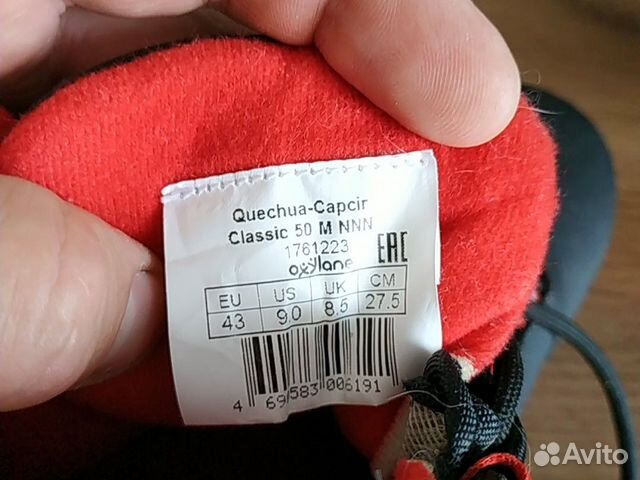 Quechua-Capcir
Classic 50 M NNN
1761223
oxylane EAC
EU US UK CM
43 9.0 8.5 27.5
4 69583 006191
Avito